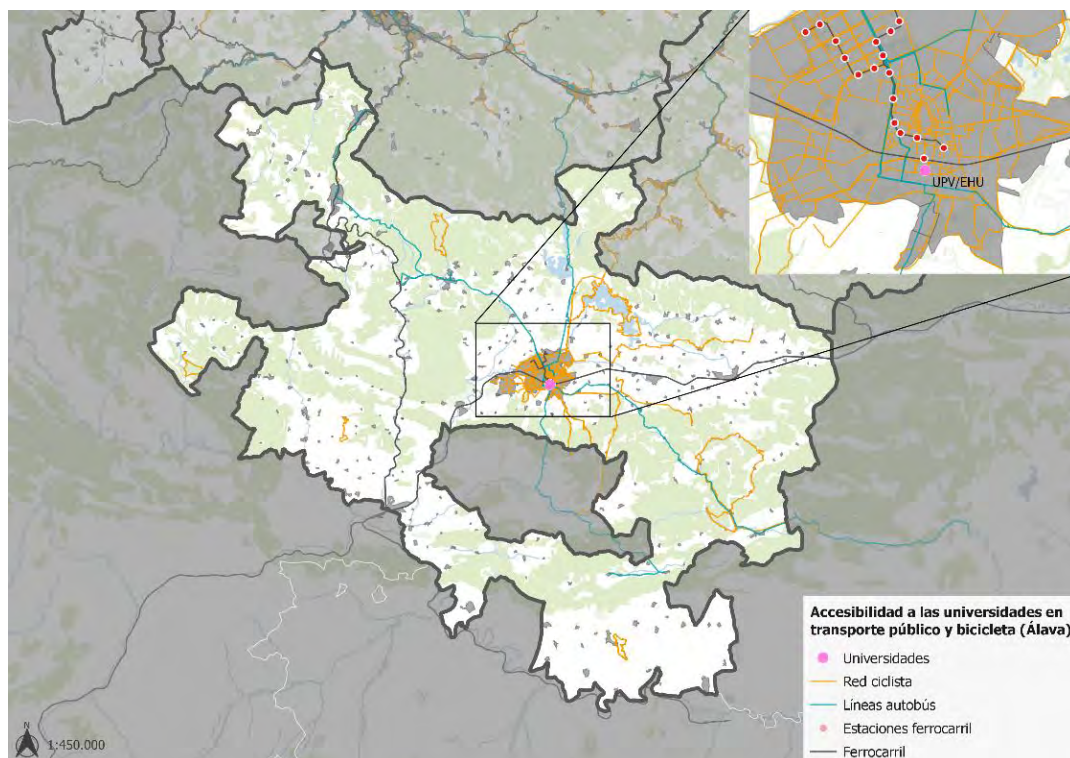 UPV/EHU
Accesibilidad a las universidades en
transporte público y bicicleta (Álava)
Universidades
Red ciclista
Líneas autobús
Estaciones ferrocarril
Ferrocarril
N
1:450.000